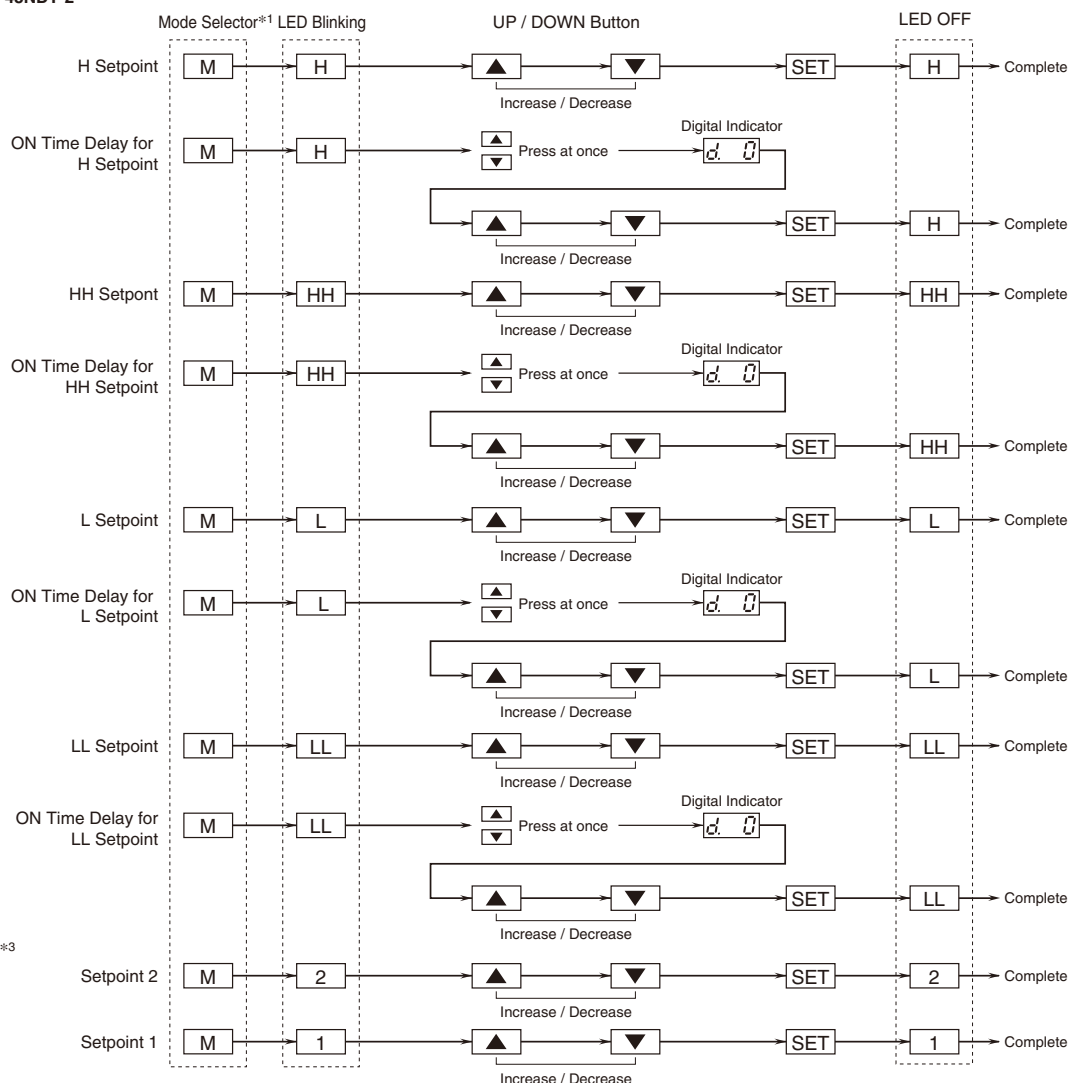 Mode Selector*1 LED Blinking UP / DOWN Button LED OFF
H Setpoint M H ▲ ▼ SET H Complete
Increase / Decrease
Digital Indicator
ON Time Delay for
H Setpoint M H ▲ ▼ Press at once d. 0
▲ ▼ SET H Complete
Increase / Decrease
HH Setpont M HH ▲ ▼ SET HH Complete
Increase / Decrease
Digital Indicator
ON Time Delay for
HH Setpoint M HH ▲ ▼ Press at once d. 0
▲ ▼ SET HH Complete
Increase / Decrease
L Setpoint M L ▲ ▼ SET L Complete
Increase / Decrease
Digital Indicator
ON Time Delay for
L Setpoint M L ▲ ▼ Press at once d. 0
▲ ▼ SET L Complete
Increase / Decrease
LL Setpoint M LL ▲ ▼ SET LL Complete
Increase / Decrease
Digital Indicator
ON Time Delay for
LL Setpoint M LL ▲ ▼ Press at once d. 0
▲ ▼ SET LL Complete
Increase / Decrease
*3
Setpoint 2 M 2 ▲ ▼ SET 2 Complete
Increase / Decrease
Setpoint 1 M 1 ▲ ▼ SET 1 Complete
Increase / Decrease